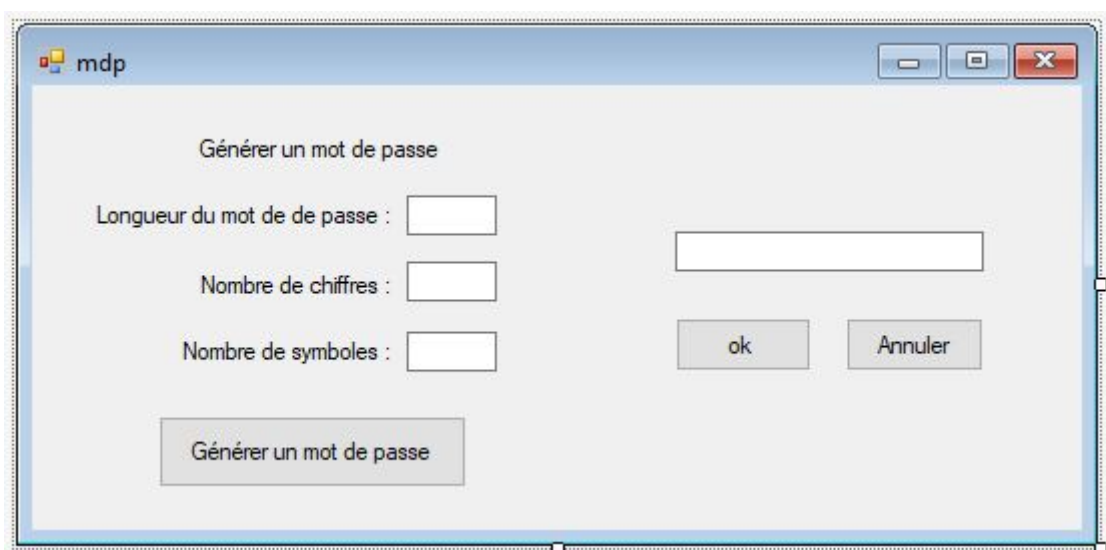 mdp
Générer un mot de passe
Longueur du mot de de passe :
Nombre de chiffres :
Nombre de symboles :
Générer un mot de passe
ok
Annuler